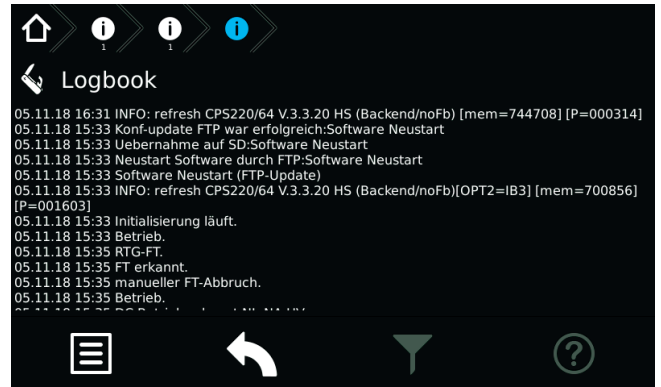 i
1
i
1
i
Logbook
05.11.18 16:31 INFO: refresh CPS220/64 V.3.3.20 HS (Backend/noFb) [mem=744708] [P=000314]
05.11.18 15:33 Konf-update FTP war erfolgreich:Software Neustart
05.11.18 15:33 Uebernahme auf SD:Software Neustart
05.11.18 15:33 Neustart Software durch FTP:Software Neustart
05.11.18 15:33 Software Neustart (FTP-Update)
05.11.18 15:33 INFO: refresh CPS220/64 V.3.3.20 HS (Backend/noFb)[OPT2=IB3] [mem=700856]
[P=001603]
05.11.18 15:33 Initialisierung läuft.
05.11.18 15:33 Betrieb.
05.11.18 15:35 RTG-FT.
05.11.18 15:35 FT erkannt.
05.11.18 15:35 manueller FT-Abbruch.
05.11.18 15:35 Betrieb.
?